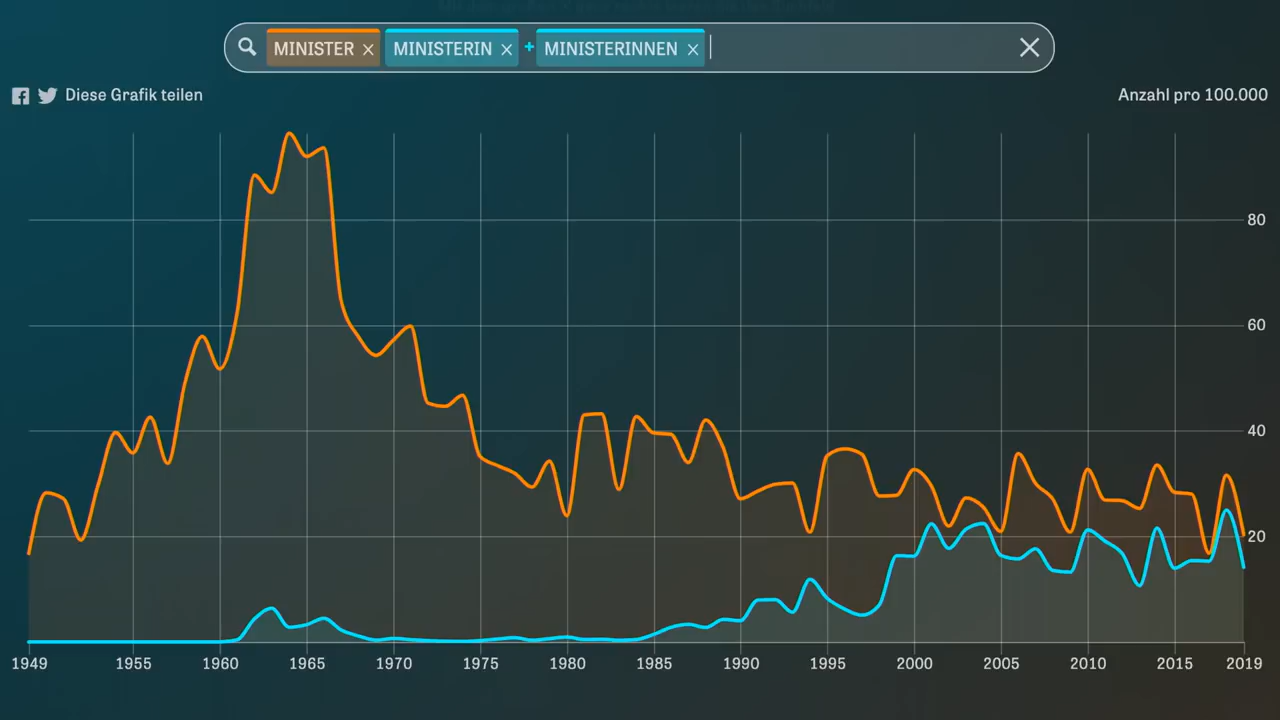 MINISTER × MINISTERIN × + MINISTERINNEN ×
Diese Grafik teilen
Anzahl pro 100.000
80
60
40
20
1949 1955 1960 1965 1970 1975 1980 1985 1990 1995 2000 2005 2010 2015 2019